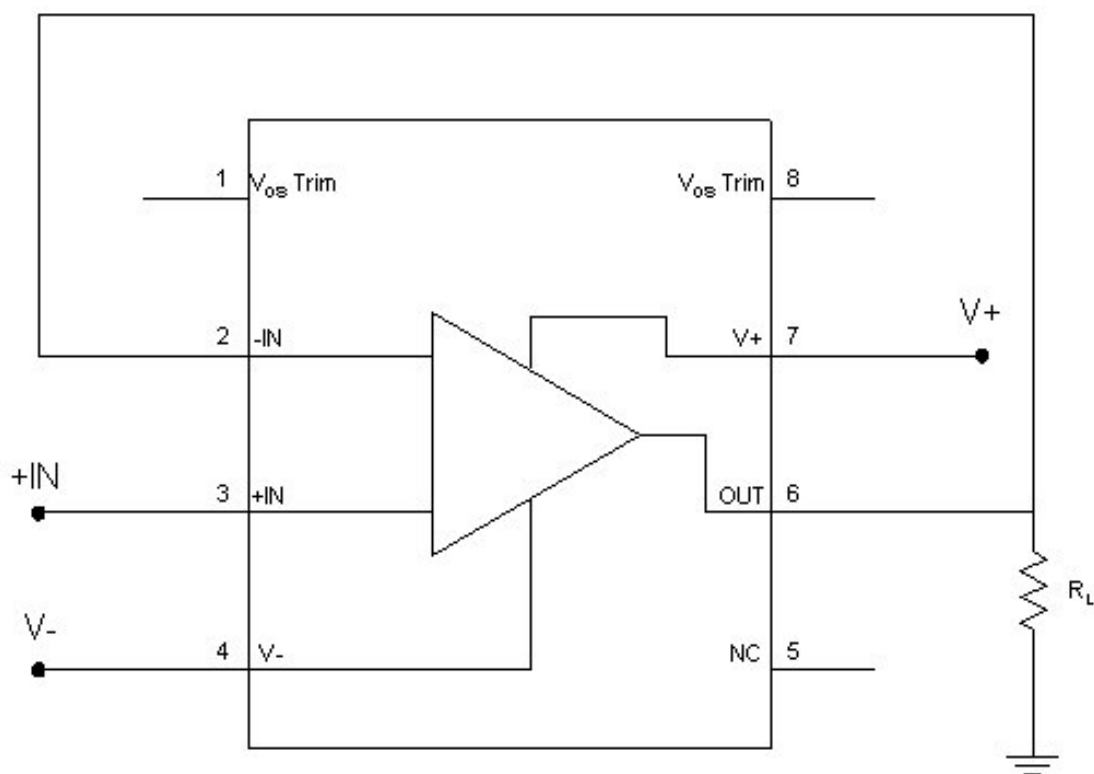 1 Vos Trim
Vos Trim 8
V+
2 -IN
V+ 7
+IN
3 +IN
OUT 6
V-
4 V-
NC 5
RL